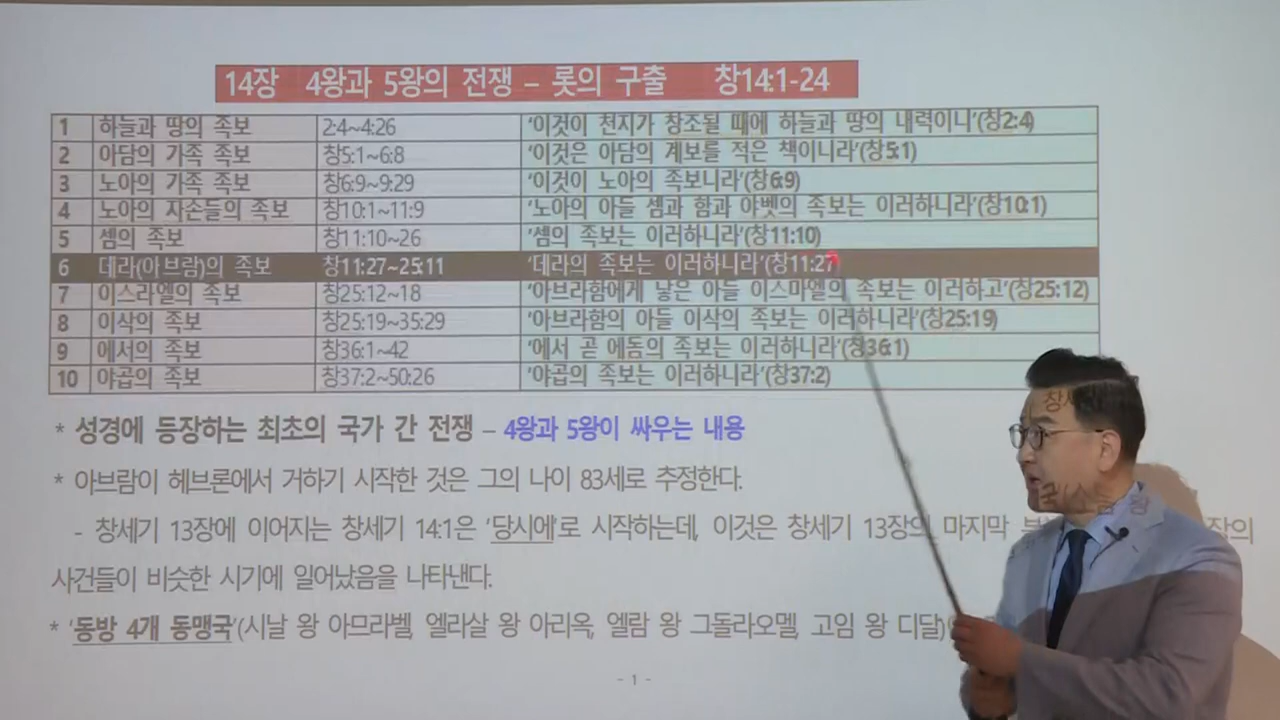 14장 4왕과 5왕의 전쟁 – 롯의 구출 창14:1-24
1 하늘과 땅의 족보 2:4~4:26 ‘이것이 천지가 창조될 때에 하늘과 땅의 내력이니’(창2:4)
2 아담의 가족 족보 창5:1~6:8 ‘이것은 아담의 계보를 적은 책이니라’(창5:1)
3 노아의 가족 족보 창6:9~9:29 ‘이것이 노아의 족보니라’(창6:9)
4 노아의 자손들의 족보 창10:1~11:9 ‘노아의 아들 셈과 함과 야벳의 족보는 이러하니라’(창10:1)
5 셈의 족보 창11:10~26 ‘셈의 족보는 이러하니라’(창11:10)
6 데라(아브람)의 족보 창11:27~25:11 ‘데라의 족보는 이러하니라’(창11:27
7 이스라엘의 족보 창25:12~18 ‘아브라함에게 낳은 아들 이스마엘의 족보는 이러하고’(창25:12)
8 이삭의 족보 창25:19~35:29 ‘아브라함의 아들 이삭의 족보는 이러하니라’(창25:19)
9 에서의 족보 창36:1~42 ‘에서 곧 에돔의 족보는 이러하니라’(창36:1)
10 야곱의 족보 창37:2~50:26 ‘야곱의 족보는 이러하니라’(창37:2)
* 성경에 등장하는 최초의 국가 간 전쟁 – 4왕과 5왕이 싸우는 내용
* 아브람이 헤브론에서 거하기 시작한 것은 그의 나이 83세로 추정한다.
- 창세기 13장에 이어지는 창세기 14:1은 ‘당시에’로 시작하는데, 이것은 창세기 13장의 마지막
사건들이 비슷한 시기에 일어났음을 나타낸다.
* ‘동방 4개 동맹국’(시날 왕 아므라벨, 엘라살 왕 아리옥, 엘람 왕 그돌라오멜, 고임 왕 디달)
- 1 -